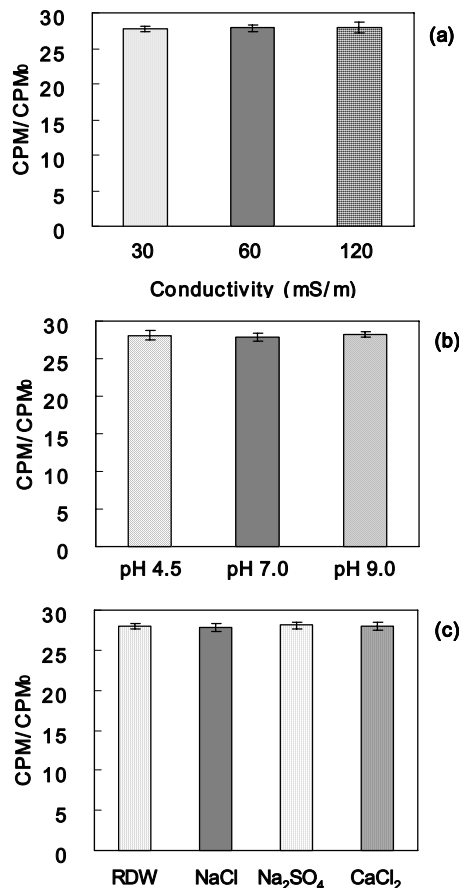 30
25
20
15
10
5
0
CPM/CPM₀
(a)
30 60 120
Conductivity (mS/m)
30
25
20
15
10
5
0
CPM/CPM₀
(b)
pH 4.5 pH 7.0 pH 9.0
30
25
20
15
10
5
0
CPM/CPM₀
(c)
RDW NaCl Na₂SO₄ CaCl₂